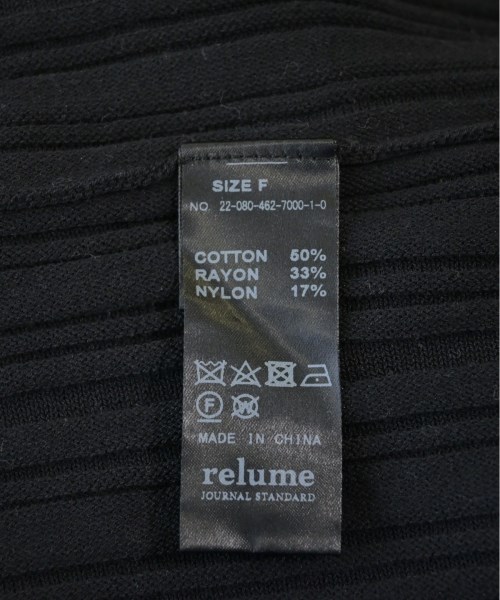 SIZE F
NO. 22-080-462-7000-1-0
COTTON 50%
RAYON 33%
NYLON 17%
F W
MADE IN CHINA
relume
JOURNAL STANDARD